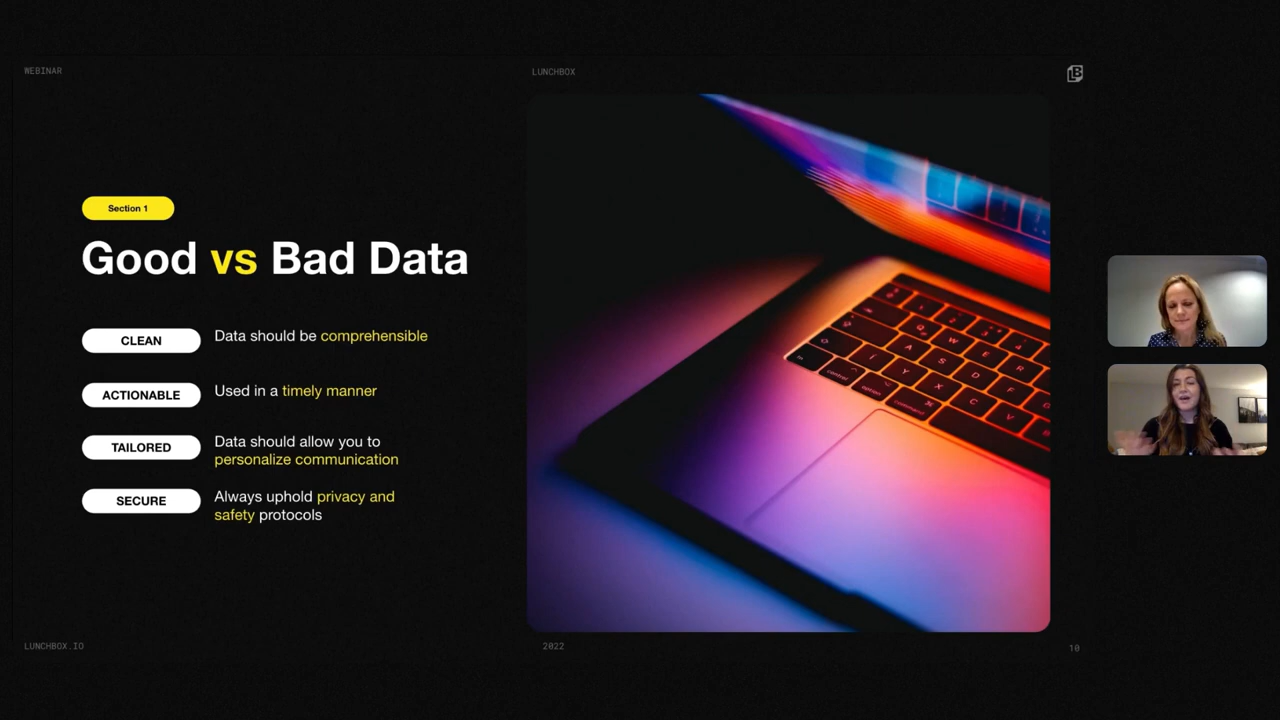 WEBINAR
LUNCHBOX
Section 1
Good vs Bad Data
CLEAN
Data should be comprehensible
ACTIONABLE
Used in a timely manner
TAILORED
Data should allow you to
personalize communication
SECURE
Always uphold privacy and
safety protocols
LUNCHBOX.IO
2022
10